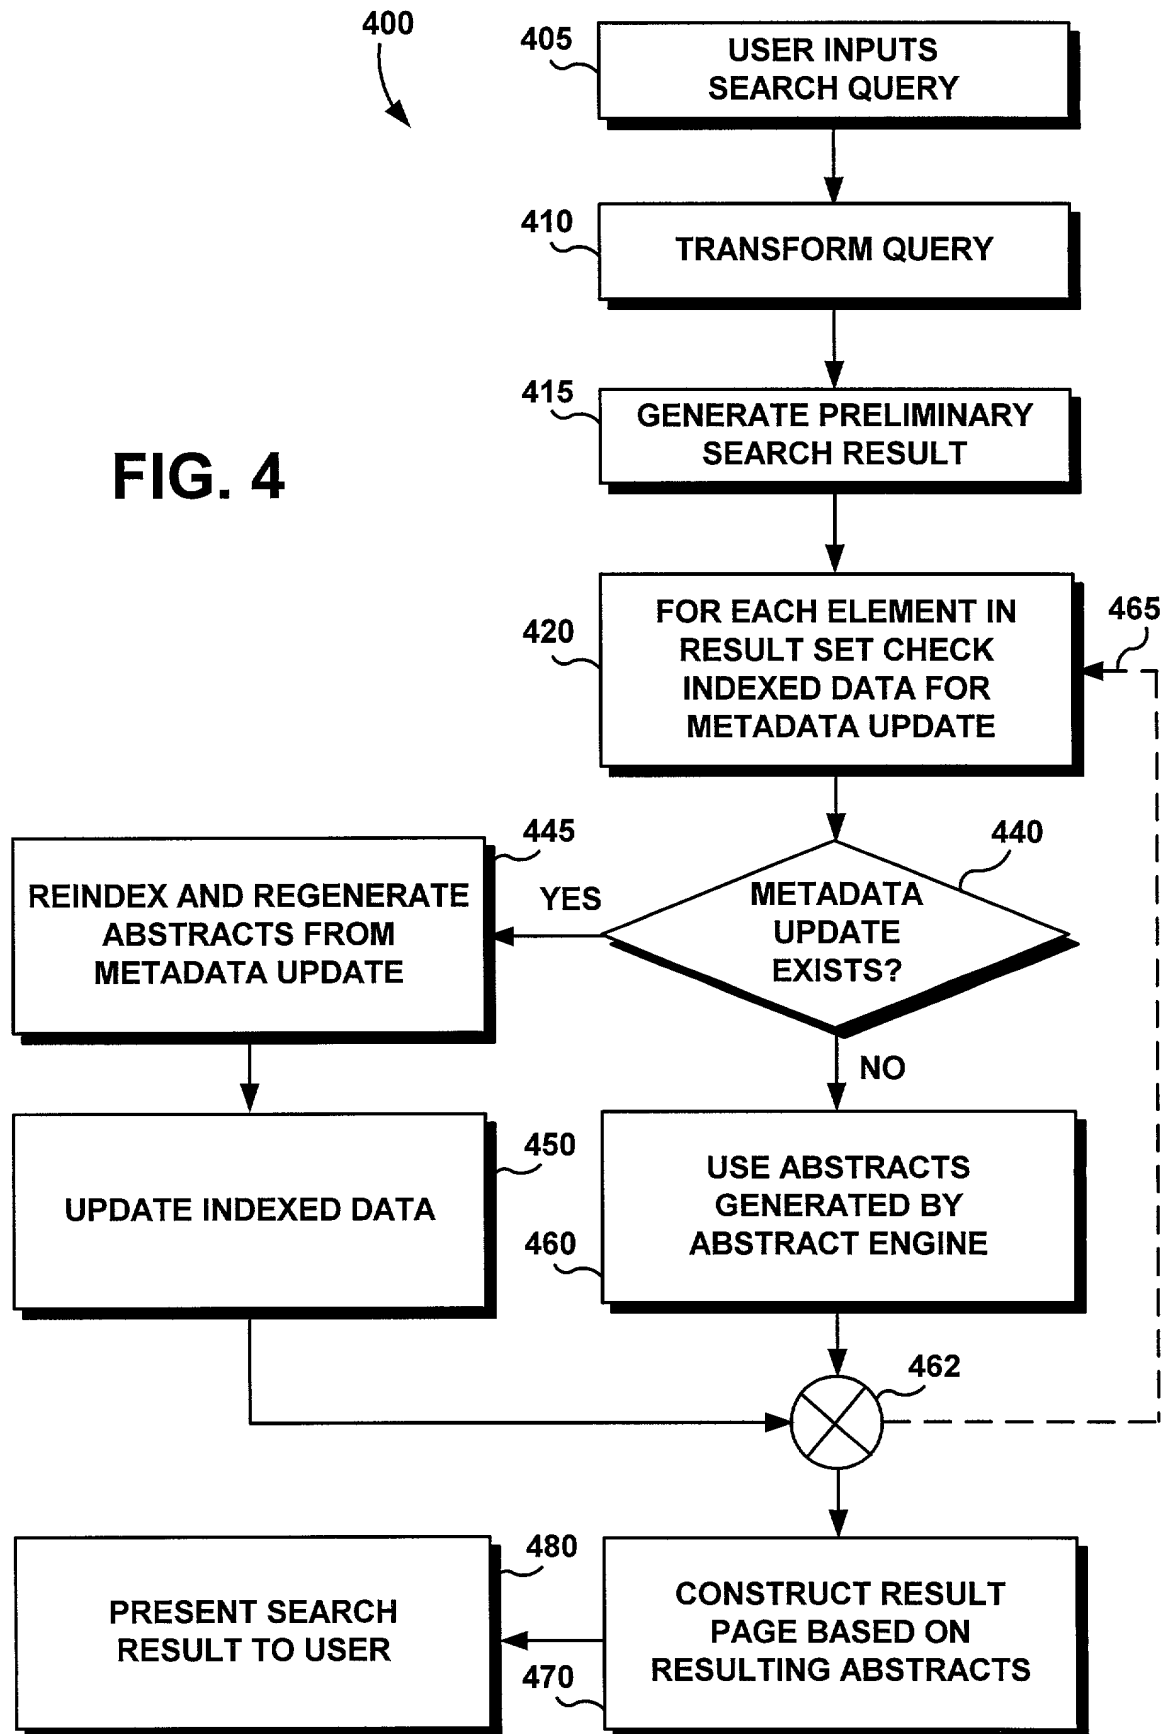 400
405
USER INPUTS
SEARCH QUERY
410
TRANSFORM QUERY
415
GENERATE PRELIMINARY
SEARCH RESULT
FIG. 4
420
FOR EACH ELEMENT IN
RESULT SET CHECK
INDEXED DATA FOR
METADATA UPDATE
465
440
METADATA
UPDATE
EXISTS?
YES
445
REINDEX AND REGENERATE
ABSTRACTS FROM
METADATA UPDATE
NO
450
UPDATE INDEXED DATA
460
USE ABSTRACTS
GENERATED BY
ABSTRACT ENGINE
462
470
CONSTRUCT RESULT
PAGE BASED ON
RESULTING ABSTRACTS
480
PRESENT SEARCH
RESULT TO USER